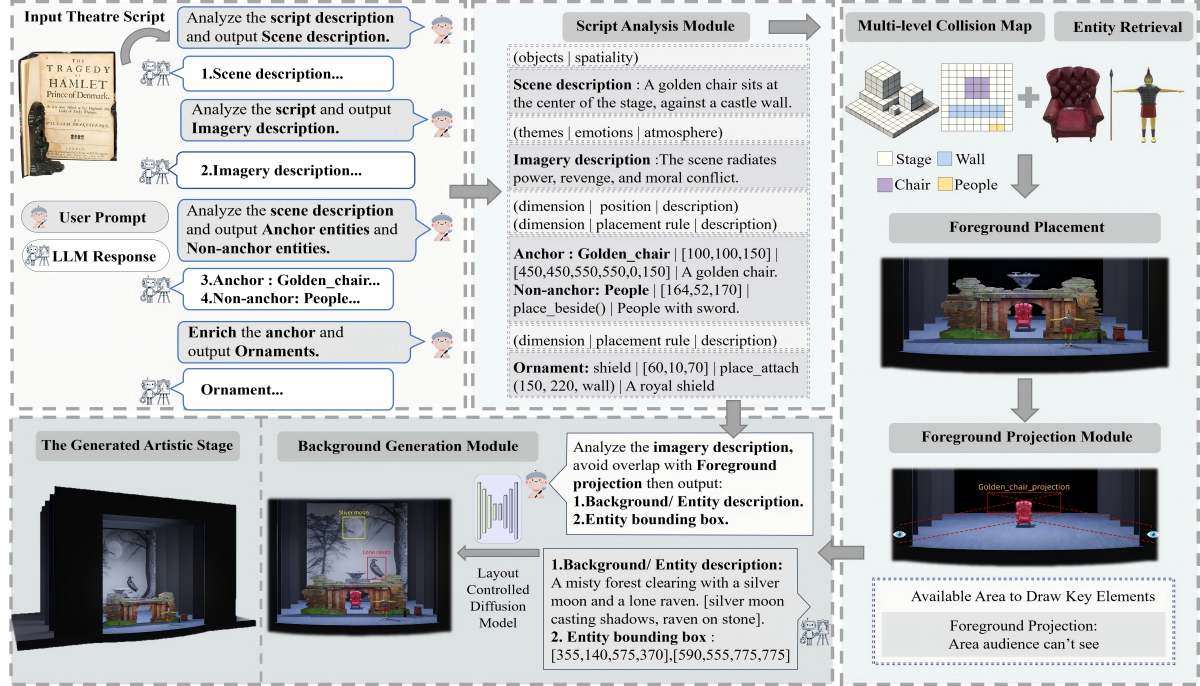 Input Theatre Script
THE
TRAGEDY
OF
HAMLET
Prince of Denmark.
Analyze the script description
and output Scene description.
1.Scene description...
Analyze the script and output
Imagery description.
2.Imagery description...
User Prompt
LLM Response
Analyze the scene description
and output Anchor entities and
Non-anchor entities.
3.Anchor : Golden_chair...
4.Non-anchor: People...
Enrich the anchor and
output Ornaments.
Ornament...
Script Analysis Module
(objects | spatiality)
Scene description : A golden chair sits at
the center of the stage, against a castle wall.
(themes | emotions | atmosphere)
Imagery description :The scene radiates
power, revenge, and moral conflict.
(dimension | position | description)
(dimension | placement rule | description)
Anchor : Golden_chair | [100,100,150] |
[450,450,550,550,0,150] | A golden chair.
Non-anchor: People | [164,52,170] |
place_beside() | People with sword.
(dimension | placement rule | description)
Ornament: shield | [60,10,70] | place_attach
(150, 220, wall) | A royal shield
Multi-level Collision Map
Entity Retrieval
Stage
Wall
Chair
People
Foreground Placement
Foreground Projection Module
Golden_chair_projection
Available Area to Draw Key Elements
Foreground Projection:
Area audience can't see
Analyze the imagery description,
avoid overlap with Foreground
projection then output:
1.Background/ Entity description.
2.Entity bounding box.
1.Background/ Entity description:
A misty forest clearing with a silver
moon and a lone raven. [silver moon
casting shadows, raven on stone].
2. Entity bounding box :
[355,140,575,370],[590,555,775,775]
Layout
Controlled
Diffusion
Model
Background Generation Module
Sliver moon
Lone raven
The Generated Artistic Stage